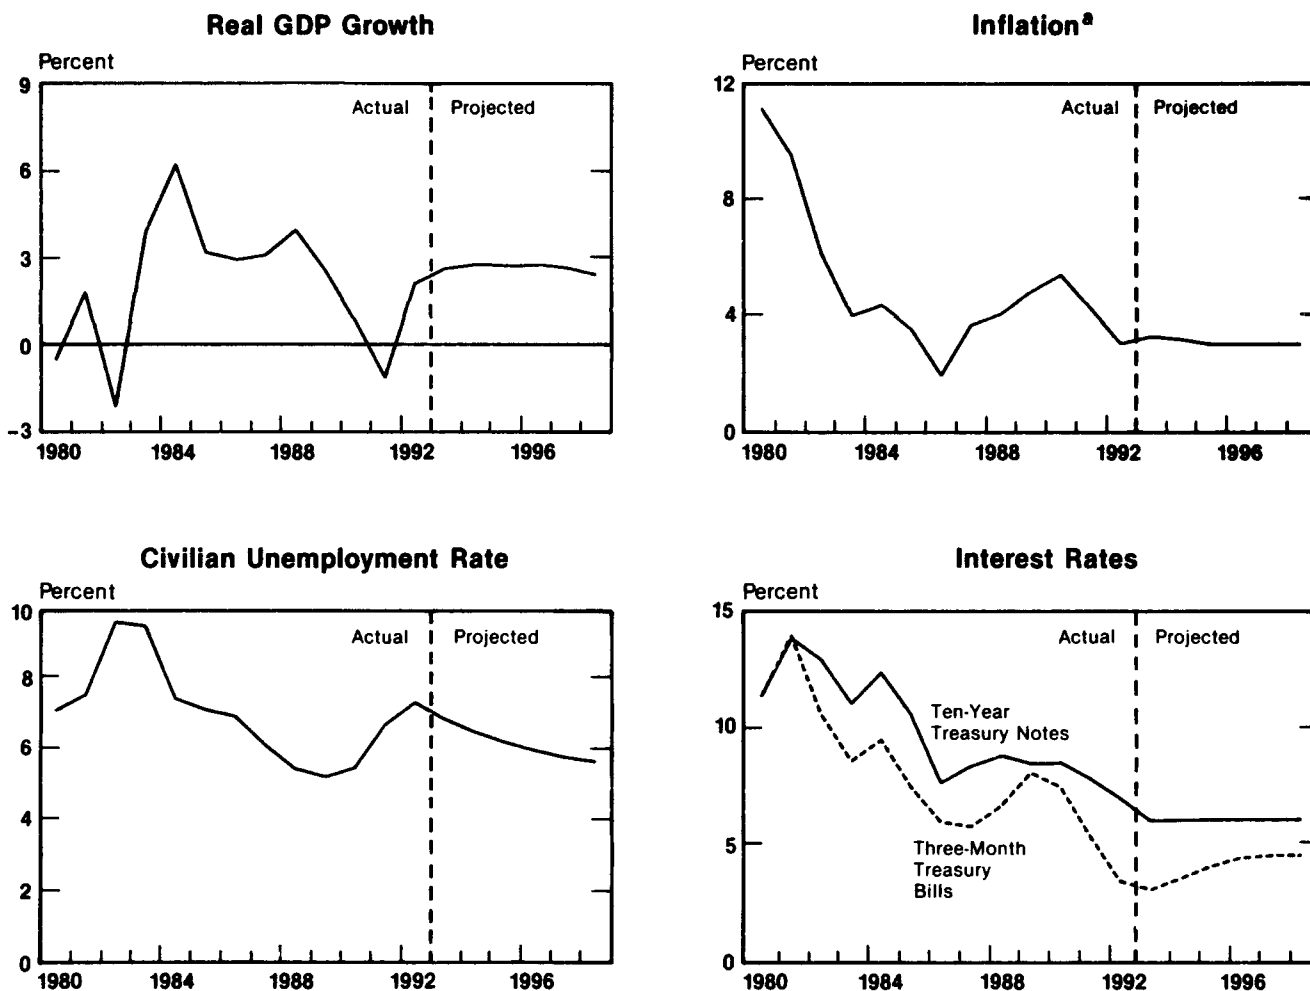 Real GDP Growth
Percent
9
6
3
0
-3
Actual
Projected
1980
1984
1988
1992
1996
Inflationᵃ
Percent
12
8
4
0
Actual
Projected
1980
1984
1988
1992
1996
Civilian Unemployment Rate
Percent
10
8
6
4
2
0
Actual
Projected
1980
1984
1988
1992
1996
Interest Rates
Percent
15
10
5
0
Actual
Projected
Ten-Year
Treasury Notes
Three-Month
Treasury
Bills
1980
1984
1988
1992
1996